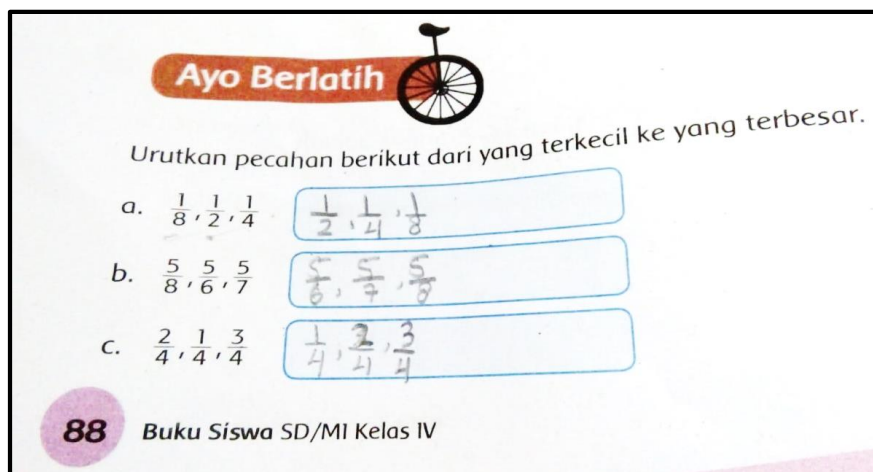 Ayo Berlatih
Urutkan pecahan berikut dari yang terkecil ke yang terbesar.
a. 1/8, 1/2, 1/4 1/2, 1/4, 1/8
b. 5/8, 5/6, 5/7 5/6, 5/7, 5/8
c. 2/4, 1/4, 3/4 1/4, 2/4, 3/4
88 Buku Siswa SD/MI Kelas IV